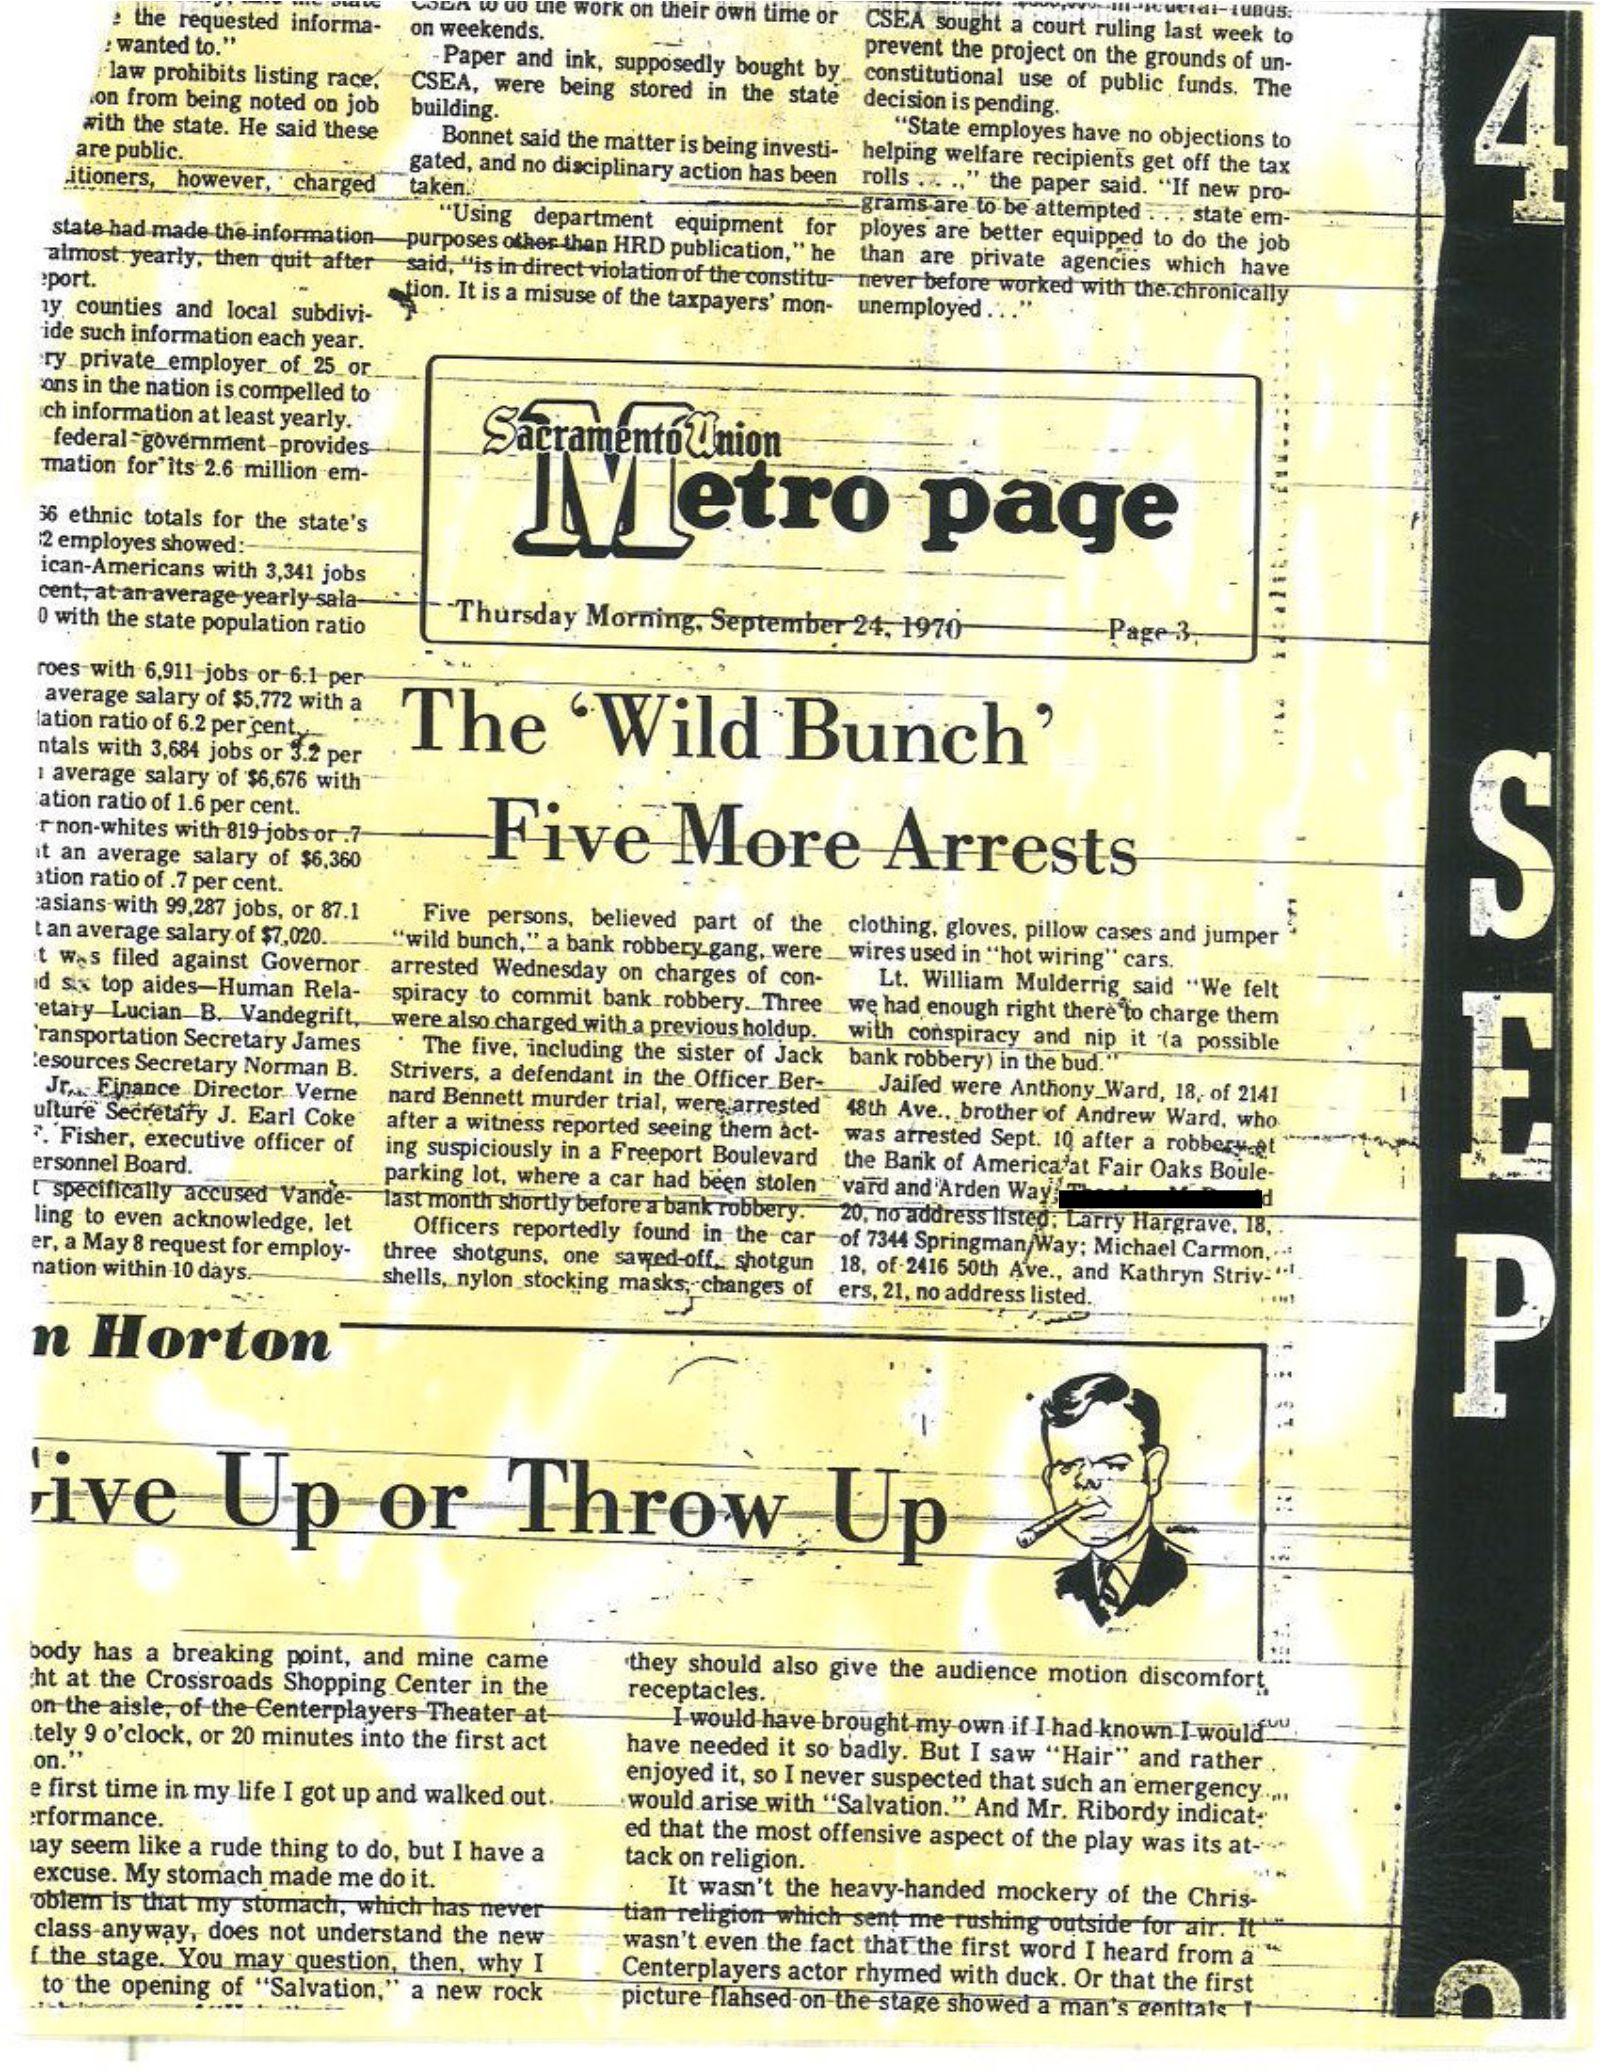 the requested informa-
wanted to."
law prohibits listing race,
on from being noted on job
with the state. He said these
are public.
itioners, however, charged
state had made the information
almost yearly, then quit after
eport.
ny counties and local subdivi-
ide such information each year.
ry private employer of 25 or
ons in the nation is compelled to
ch information at least yearly.
federal government provides
mation for its 2.6 million em-
66 ethnic totals for the state's
2 employes showed:
ican-Americans with 3,341 jobs
cent, at an average yearly sala-
0 with the state population ratio
roes with 6,911 jobs or 6.1 per
average salary of $5,772 with a
lation ratio of 6.2 per cent.
ntals with 3,684 jobs or 3.2 per
average salary of $6,676 with
ation ratio of 1.6 per cent.
r non-whites with 819 jobs or .7
at an average salary of $6,360
ation ratio of .7 per cent.
casians with 99,287 jobs, or 87.1
t an average salary of $7,020.
t was filed against Governor
nd six top aides—Human Rela-
retary Lucian B. Vandegrift,
Transportation Secretary James
Resources Secretary Norman B.
Jr., Finance Director Verne
ulture Secretary J. Earl Coke
F. Fisher, executive officer of
ersonnel Board.
t specifically accused Vande-
ling to even acknowledge, let
er, a May 8 request for employ-
mation within 10 days.
CSEA to do the work on their own time or
on weekends.
Paper and ink, supposedly bought by
CSEA, were being stored in the state
building.
Bonnet said the matter is being investi-
gated, and no disciplinary action has been
taken.
"Using department equipment for
purposes other than HRD publication," he
said, "is in direct violation of the constitu-
tion. It is a misuse of the taxpayers' mon-
CSEA sought a court ruling last week to
prevent the project on the grounds of un-
constitutional use of public funds. The
decision is pending.
"State employes have no objections to
helping welfare recipients get off the tax
rolls . . .," the paper said. "If new pro-
grams are to be attempted . . . state em-
ployes are better equipped to do the job
than are private agencies which have
never before worked with the chronically
unemployed . . ."
Sacramento Union
Metro page
Thursday Morning, September 24, 1970 Page 3
The 'Wild Bunch'
Five More Arrests
Five persons, believed part of the
"wild bunch," a bank robbery gang, were
arrested Wednesday on charges of con-
spiracy to commit bank robbery. Three
were also charged with a previous holdup.
The five, including the sister of Jack
Strivers, a defendant in the Officer Ber-
nard Bennett murder trial, were arrested
after a witness reported seeing them act-
ing suspiciously in a Freeport Boulevard
parking lot, where a car had been stolen
last month shortly before a bank robbery.
Officers reportedly found in the car
three shotguns, one sawed-off, shotgun
shells, nylon stocking masks, changes of
clothing, gloves, pillow cases and jumper
wires used in "hot wiring" cars.
Lt. William Mulderrig said "We felt
we had enough right there to charge them
with conspiracy and nip it (a possible
bank robbery) in the bud."
Jailed were Anthony Ward, 18, of 2141
48th Ave., brother of Andrew Ward, who
was arrested Sept. 10 after a robbery at
the Bank of America at Fair Oaks Boule-
vard and Arden Way;
20, no address listed; Larry Hargrave, 18,
of 7344 Springman Way; Michael Carmon,
18, of 2416 50th Ave., and Kathryn Striv-
ers, 21, no address listed.
n Horton
Give Up or Throw Up
body has a breaking point, and mine came
ht at the Crossroads Shopping Center in the
on the aisle, of the Centerplayers Theater at
tely 9 o'clock, or 20 minutes into the first act
on."
e first time in my life I got up and walked out
erformance.
ay seem like a rude thing to do, but I have a
excuse. My stomach made me do it.
oblem is that my stomach, which has never
class anyway, does not understand the new
f the stage. You may question, then, why I
to the opening of "Salvation," a new rock
they should also give the audience motion discomfort
receptacles.
I would have brought my own if I had known I would
have needed it so badly. But I saw "Hair" and rather
enjoyed it, so I never suspected that such an emergency
would arise with "Salvation." And Mr. Ribordy indicat-
ed that the most offensive aspect of the play was its at-
tack on religion.
It wasn't the heavy-handed mockery of the Chris-
tian religion which sent me rushing outside for air. It
wasn't even the fact that the first word I heard from a
Centerplayers actor rhymed with duck. Or that the first
picture flahsed on the stage showed a man's genitals. I
4 SEP